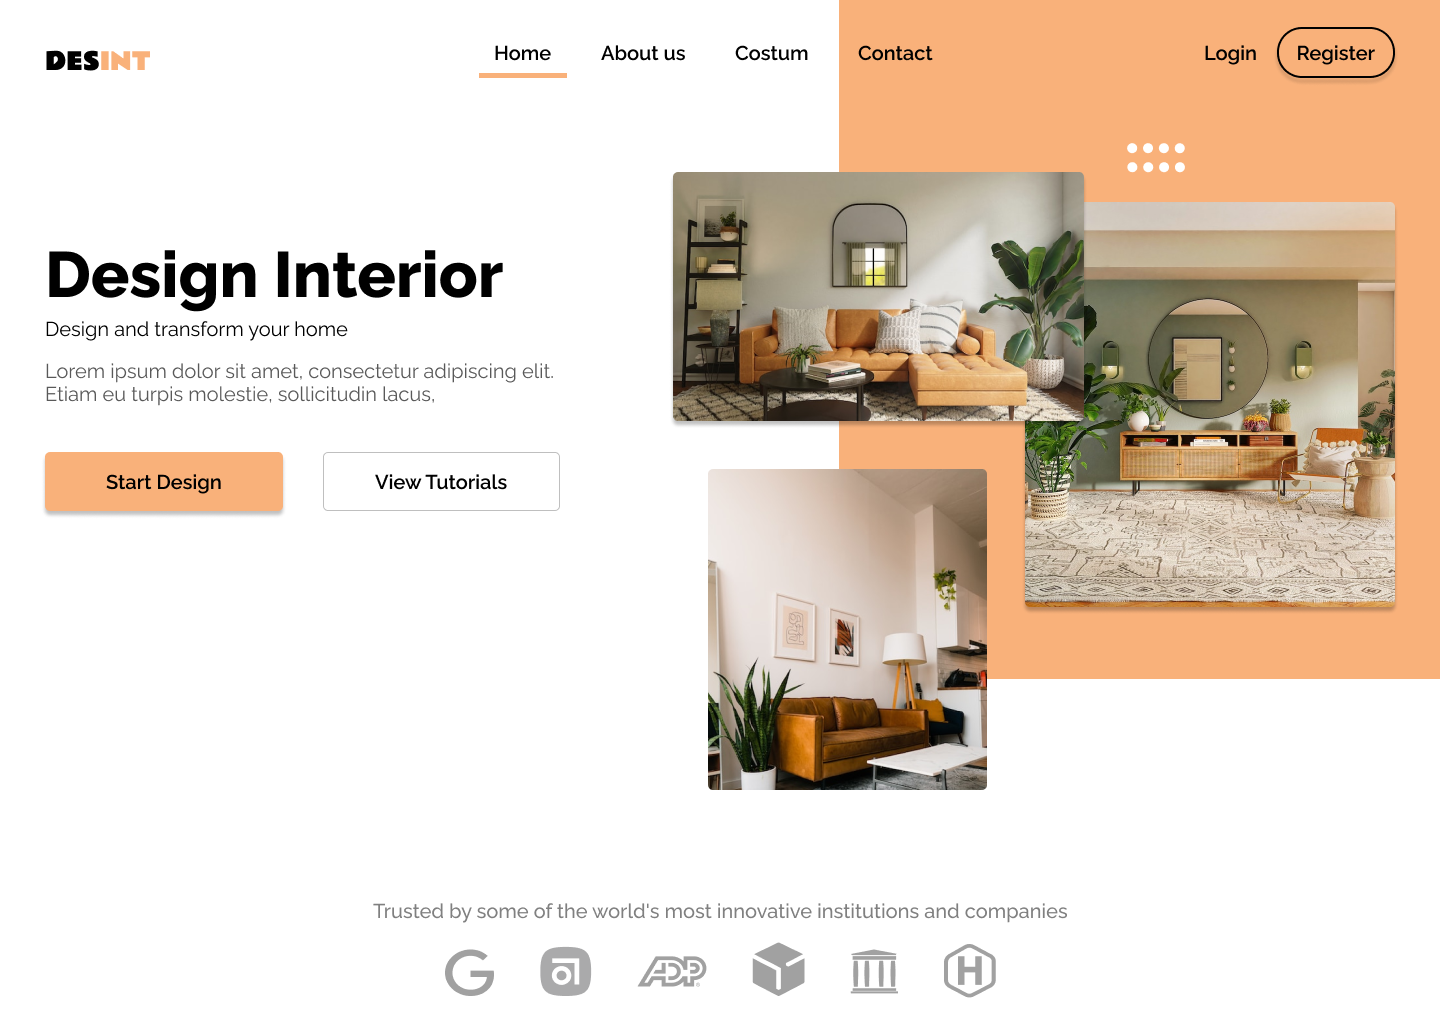 DESINT
Home
About us
Costum
Contact
Login
Register
Design Interior
Design and transform your home
Lorem ipsum dolor sit amet, consectetur adipiscing elit.
Etiam eu turpis molestie, sollicitudin lacus,
Start Design
View Tutorials
Trusted by some of the world's most innovative institutions and companies
G
a
ADP
H